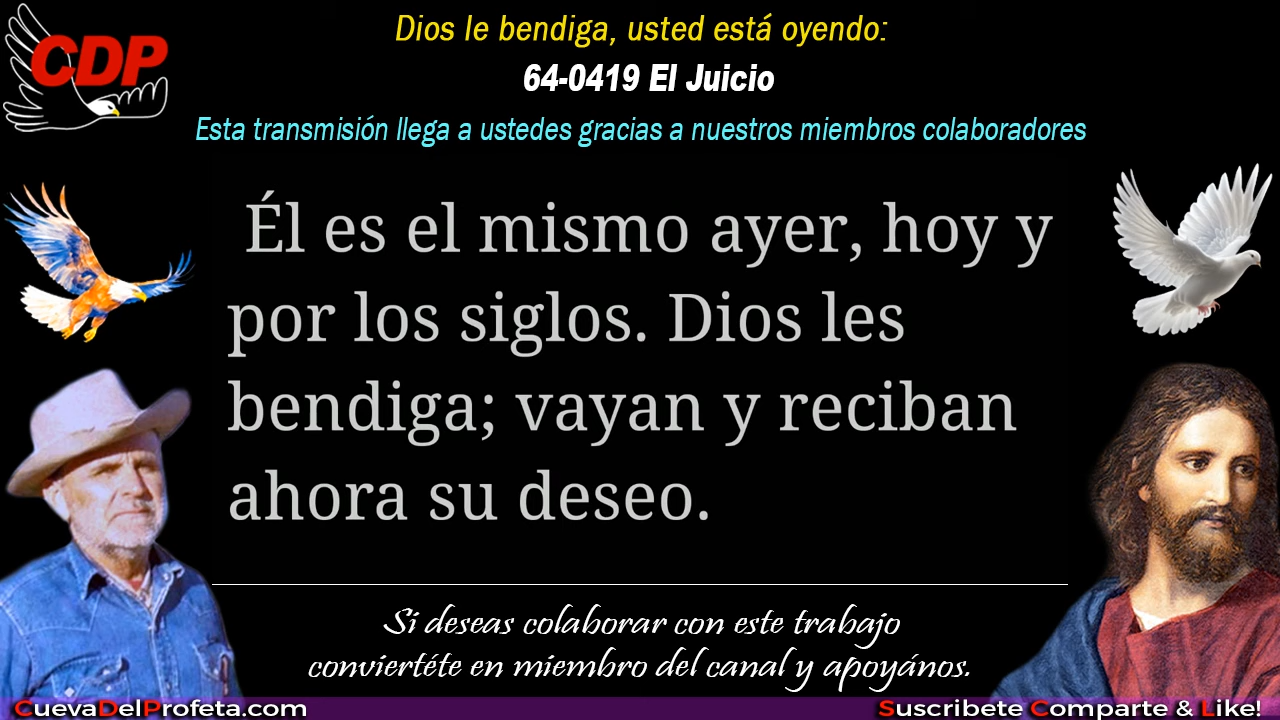 CDP
Dios le bendiga, usted está oyendo:
64-0419 El Juicio
Esta transmisión llega a ustedes gracias a nuestros miembros colaboradores
Él es el mismo ayer, hoy y
por los siglos. Dios les
bendiga; vayan y reciban
ahora su deseo.
Si deseas colaborar con este trabajo
conviertéte en miembro del canal y apoyános.
CuevaDelProfeta.com
Suscribete Comparte & Like!